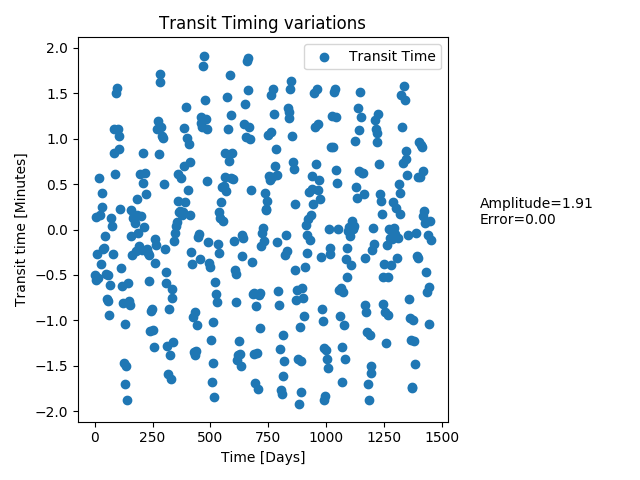 Transit Timing variations
2.0
1.5
1.0
0.5
0.0
−0.5
−1.0
−1.5
−2.0
Transit time [Minutes]
Transit Time
0
250
500
750
1000
1250
1500
Time [Days]
Amplitude=1.91
Error=0.00